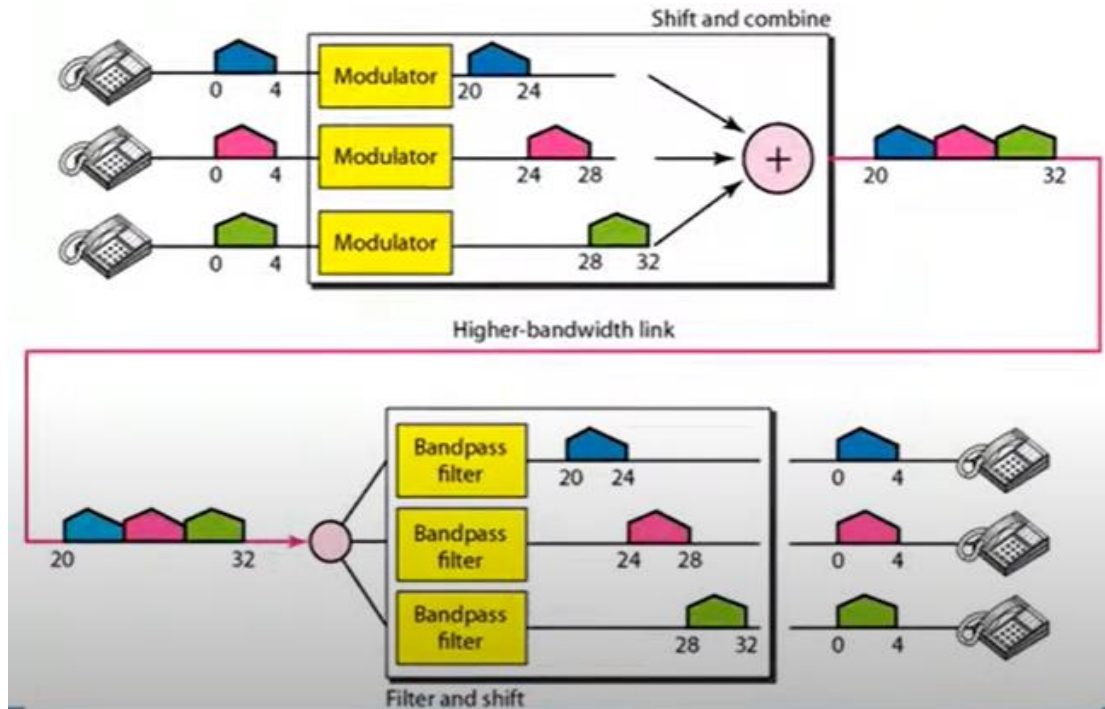 Shift and combine
Modulator
0 4
20 24
Modulator
0 4
24 28
20 32
Modulator
0 4
28 32
Higher-bandwidth link
Bandpass
filter
20 24
0 4
20 32
Bandpass
filter
24 28
0 4
Bandpass
filter
28 32
0 4
Filter and shift